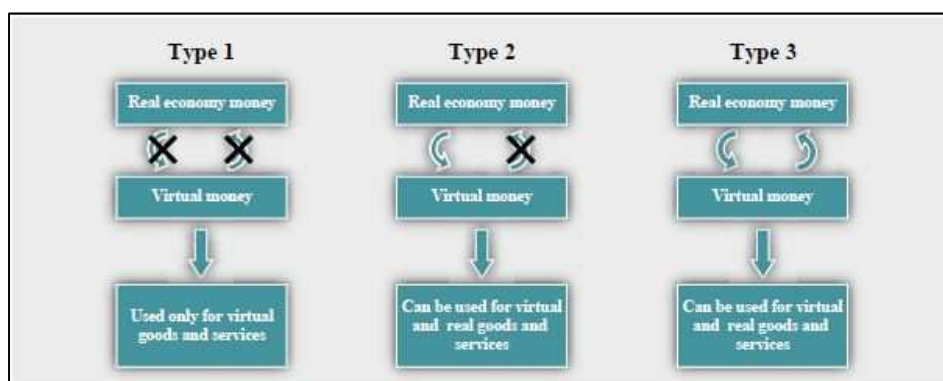 Type 1
Real economy money
Virtual money
Used only for virtual
goods and services
Type 2
Real economy money
Virtual money
Can be used for virtual
and real goods and
services
Type 3
Real economy money
Virtual money
Can be used for virtual
and real goods and
services